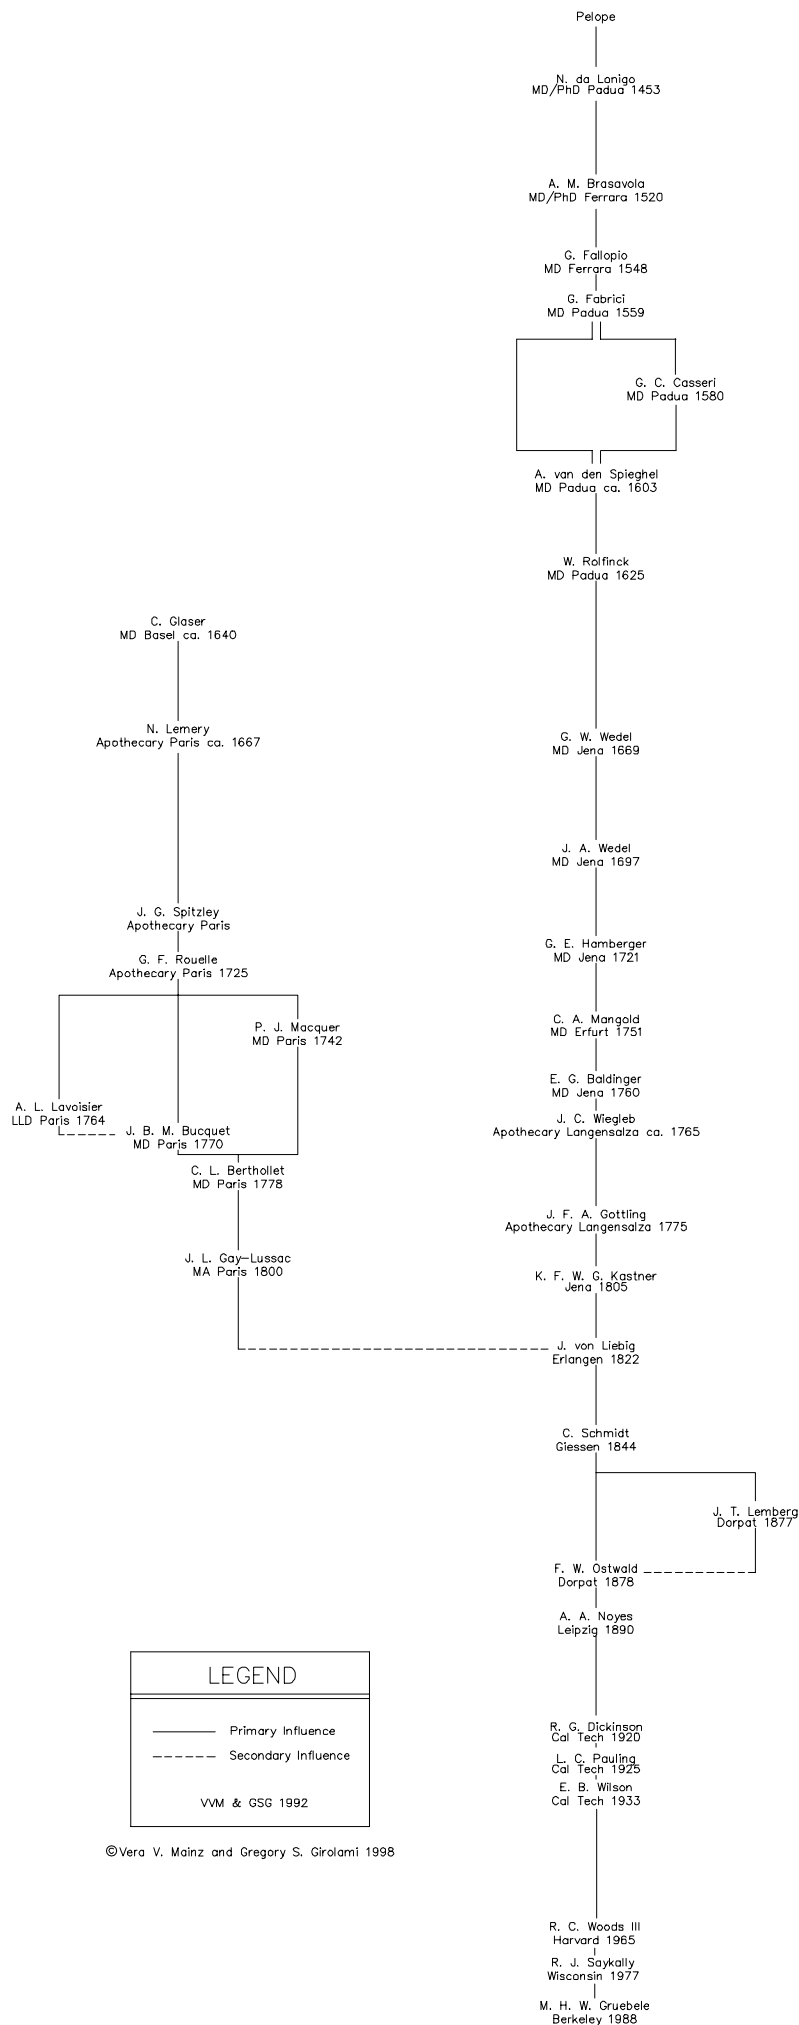 Pelope
N. da Lonigo
MD/PhD Padua 1453
A. M. Brasavola
MD/PhD Ferrara 1520
G. Fallopio
MD Ferrara 1548
G. Fabrici
MD Padua 1559
G. C. Casseri
MD Padua 1580
A. van den Spieghel
MD Padua ca. 1603
W. Rolfinck
MD Padua 1625
C. Glaser
MD Basel ca. 1640
N. Lemery
Apothecary Paris ca. 1667
G. W. Wedel
MD Jena 1669
J. A. Wedel
MD Jena 1697
J. G. Spitzley
Apothecary Paris
G. F. Rouelle
Apothecary Paris 1725
G. E. Hamberger
MD Jena 1721
P. J. Macquer
MD Paris 1742
C. A. Mangold
MD Erfurt 1751
E. G. Baldinger
MD Jena 1760
A. L. Lavoisier
LLD Paris 1764
J. B. M. Bucquet
MD Paris 1770
J. C. Wiegleb
Apothecary Langensalza ca. 1765
C. L. Berthollet
MD Paris 1778
J. F. A. Gottling
Apothecary Langensalza 1775
J. L. Gay-Lussac
MA Paris 1800
K. F. W. G. Kastner
Jena 1805
J. von Liebig
Erlangen 1822
C. Schmidt
Giessen 1844
J. T. Lemberg
Dorpat 1877
F. W. Ostwald
Dorpat 1878
A. A. Noyes
Leipzig 1890
LEGEND
Primary Influence
Secondary Influence
VVM & GSG 1992
©Vera V. Mainz and Gregory S. Girolami 1998
R. G. Dickinson
Cal Tech 1920
L. C. Pauling
Cal Tech 1925
E. B. Wilson
Cal Tech 1933
R. C. Woods III
Harvard 1965
R. J. Saykally
Wisconsin 1977
M. H. W. Gruebele
Berkeley 1988